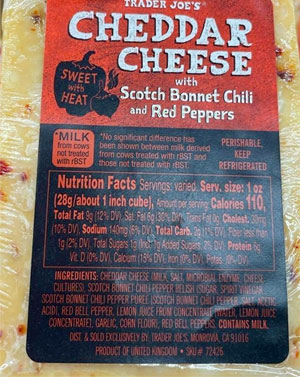 TRADER JOE'S
CHEDDAR
CHEESE
with
Scotch Bonnet Chili
and Red Peppers
SWEET
with
HEAT
*MILK
from cows
not treated
with rBST
*No significant difference has
been shown between milk derived
from cows treated with rBST and
those not treated with rBST.
PERISHABLE,
KEEP
REFRIGERATED
Nutrition Facts Servings: varied. Serv. size: 1 oz
(28g/about 1 inch cube), Amount per serving: Calories 110,
Total Fat 9g (12% DV), Sat. Fat 6g (30% DV), Trans Fat 0g, Cholest. 30mg
(10% DV), Sodium 140mg (6% DV), Total Carb. 2g (1% DV), Fiber less than
1g (2% DV), Total Sugars 1g (Incl. 1g Added Sugars, 2% DV), Protein 6g,
Vit. D (0% DV), Calcium (15% DV), Iron (0% DV), Potas. (0% DV).
INGREDIENTS: CHEDDAR CHEESE (MILK, SALT, MICROBIAL ENZYME, CHEESE
CULTURES), SCOTCH BONNET CHILI PEPPER RELISH (SUGAR, SPIRIT VINEGAR,
SCOTCH BONNET CHILI PEPPER PUREE (SCOTCH BONNET CHILI PEPPER, SALT, ACETIC
ACID), RED BELL PEPPER, LEMON JUICE FROM CONCENTRATE (WATER, LEMON JUICE
CONCENTRATE), GARLIC, CORN FLOUR), RED BELL PEPPERS. CONTAINS MILK.
DIST. & SOLD EXCLUSIVELY BY: TRADER JOE'S, MONROVIA, CA 91016
PRODUCT OF UNITED KINGDOM • SKU# 72426